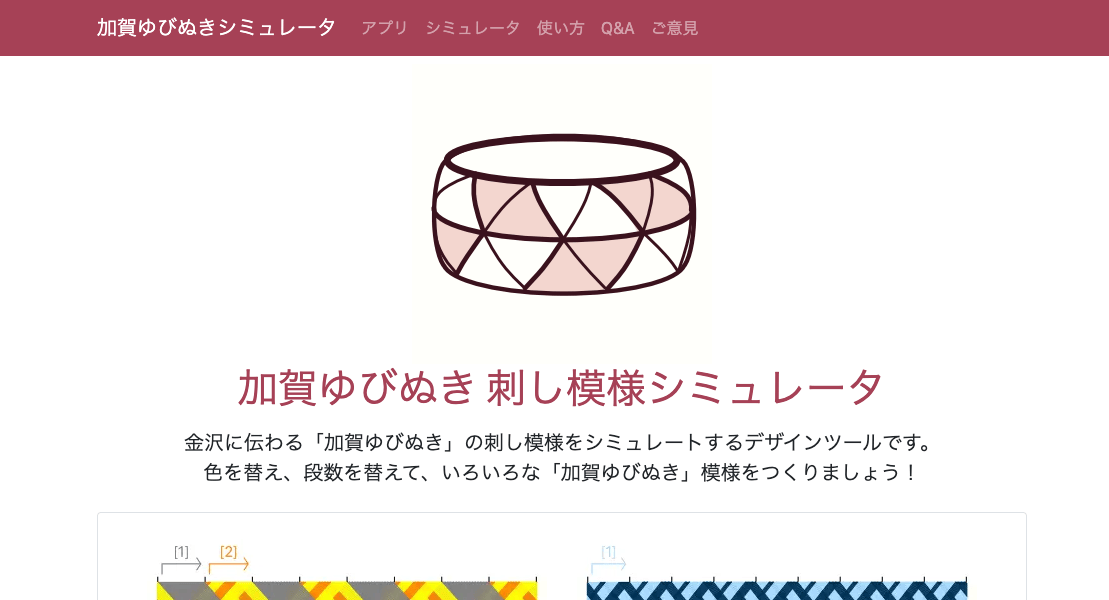 加賀ゆびぬきシミュレータ アプリ シミュレータ 使い方 Q&A ご意見
加賀ゆびぬき 刺し模様シミュレータ
金沢に伝わる「加賀ゆびぬき」の刺し模様をシミュレートするデザインツールです。
色を替え、段数を替えて、いろいろな「加賀ゆびぬき」模様をつくりましょう！
[1] [2] [1]